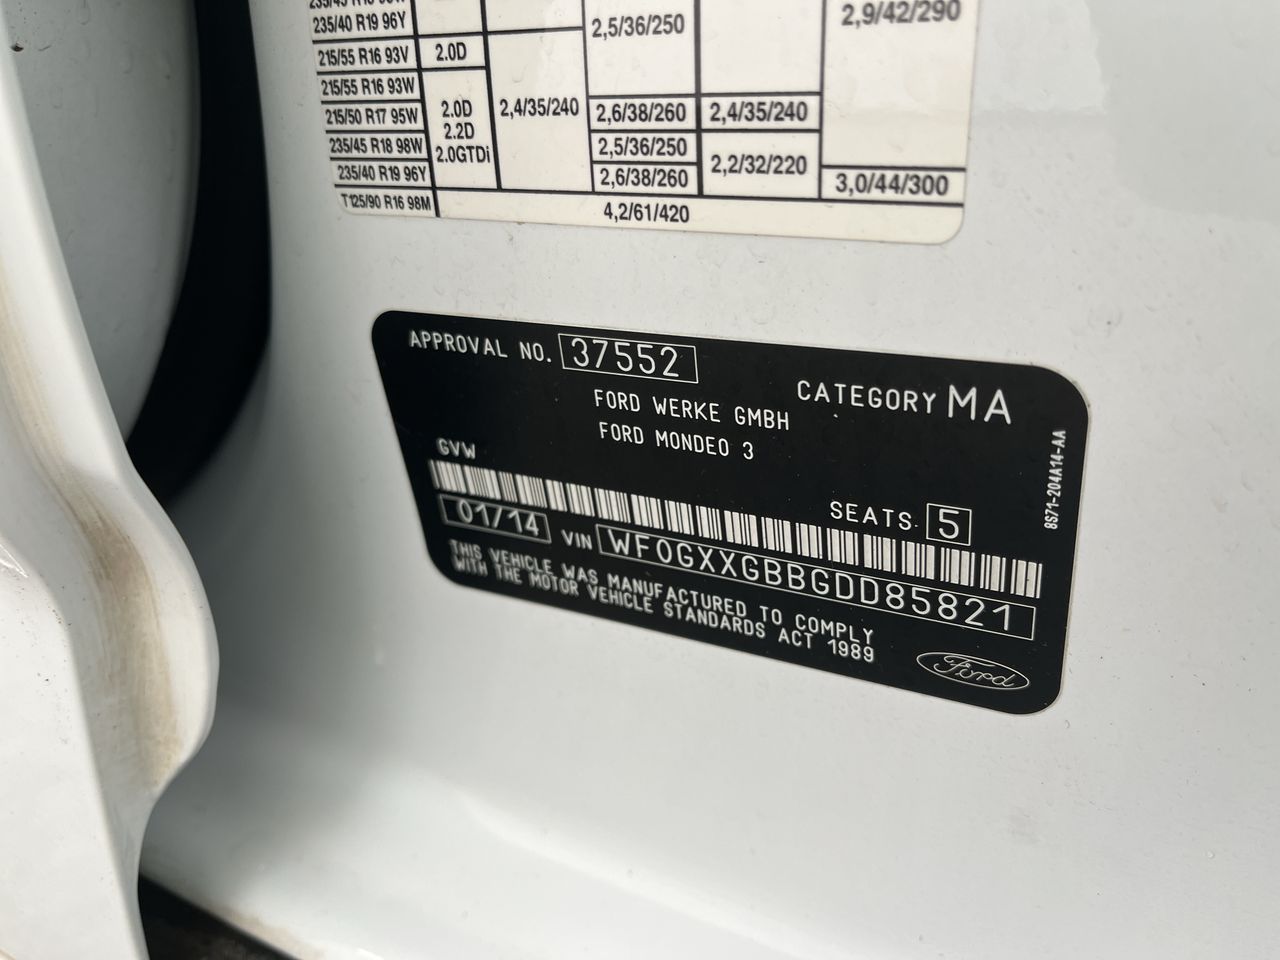 235/40 R19 96Y 2,5/36/250 2,9/42/290
215/55 R16 93V 2.0D
215/55 R16 93W
215/50 R17 95W 2.0D 2,4/35/240 2,6/38/260 2,4/35/240
235/45 R18 98W 2.2D 2,5/36/250 2,2/32/220
235/40 R19 96Y 2.0GTDi 2,6/38/260 3,0/44/300
T125/90 R16 98M 4,2/61/420
APPROVAL NO. 37552
CATEGORY MA
FORD WERKE GMBH
FORD MONDEO 3
GVW
SEATS 5
01/14 VIN WF0GXXGBBGDD85821
THIS VEHICLE WAS MANUFACTURED TO COMPLY
WITH THE MOTOR VEHICLE STANDARDS ACT 1989
Ford
8S71-204A14-AA